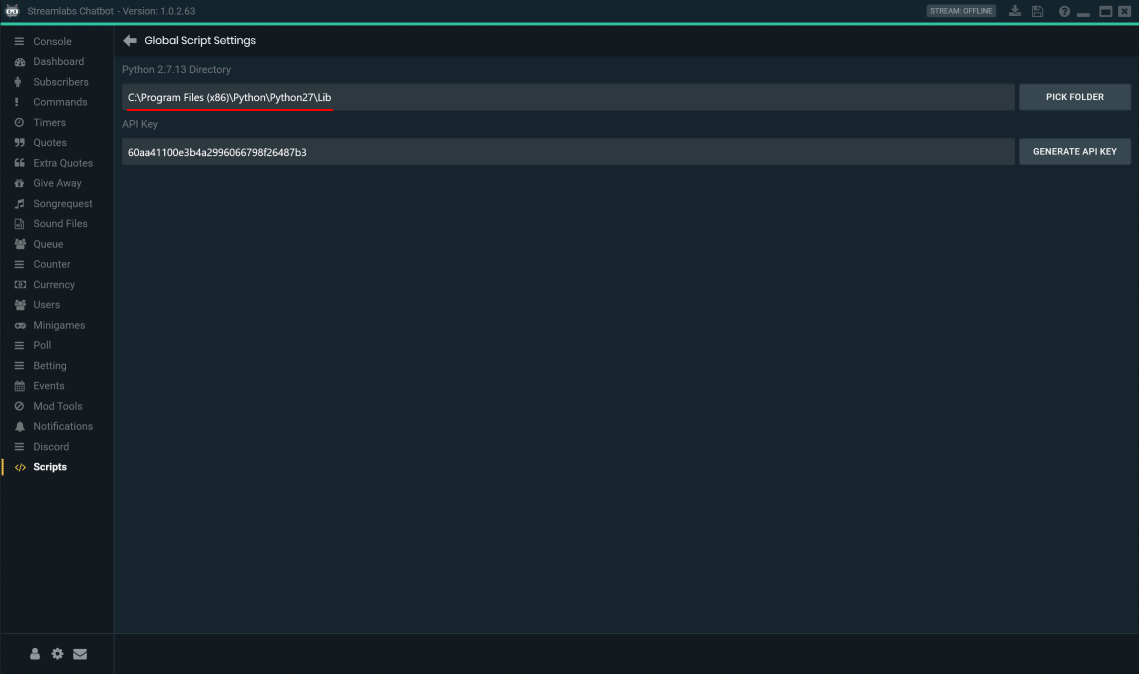 Streamlabs Chatbot - Version: 1.0.2.63
STREAM: OFFLINE
Console
Dashboard
Subscribers
Commands
Timers
Quotes
Extra Quotes
Give Away
Songrequest
Sound Files
Queue
Counter
Currency
Users
Minigames
Poll
Betting
Events
Mod Tools
Notifications
Discord
Scripts
Global Script Settings
Python 2.7.13 Directory
C:\Program Files (x86)\Python\Python27\Lib
PICK FOLDER
API Key
60aa41100e3b4a2996066798f26487b3
GENERATE API KEY